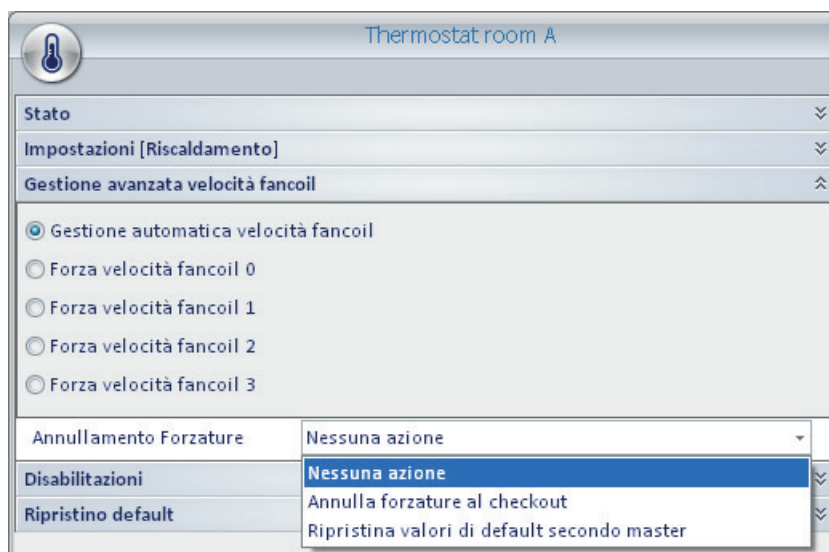 Thermostat room A
Stato
Impostazioni [Riscaldamento]
Gestione avanzata velocità fancoil
Gestione automatica velocità fancoil
Forza velocità fancoil 0
Forza velocità fancoil 1
Forza velocità fancoil 2
Forza velocità fancoil 3
Annullamento Forzature Nessuna azione
Nessuna azione
Disabilitazioni
Annulla forzature al checkout
Ripristino default
Ripristina valori di default secondo master